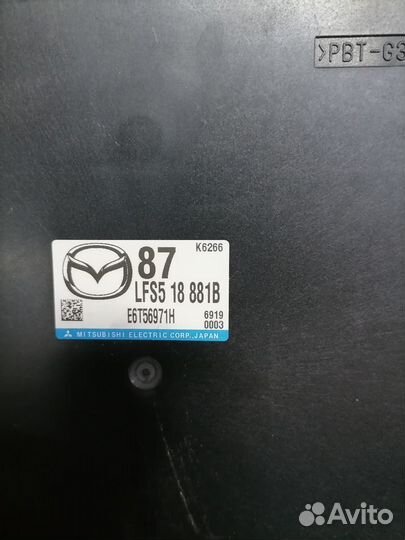 >PBT-G3
87
K6266
LFS5 18 881B
E6T56971H
6919
0003
MITSUBISHI ELECTRIC CORP., JAPAN
Avito